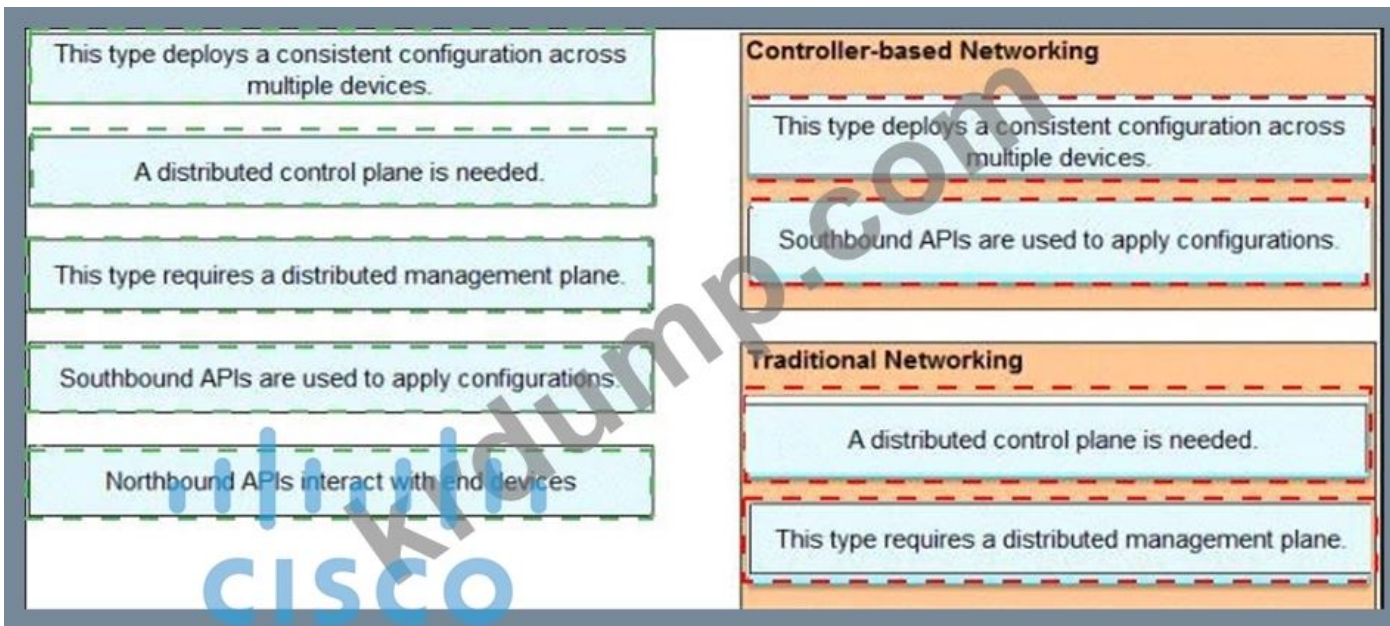 This type deploys a consistent configuration across
multiple devices.
A distributed control plane is needed.
This type requires a distributed management plane.
Southbound APIs are used to apply configurations.
Northbound APIs interact with end devices
CISCO
Controller-based Networking
This type deploys a consistent configuration across
multiple devices.
Southbound APIs are used to apply configurations.
Traditional Networking
A distributed control plane is needed.
This type requires a distributed management plane.
krdump.com